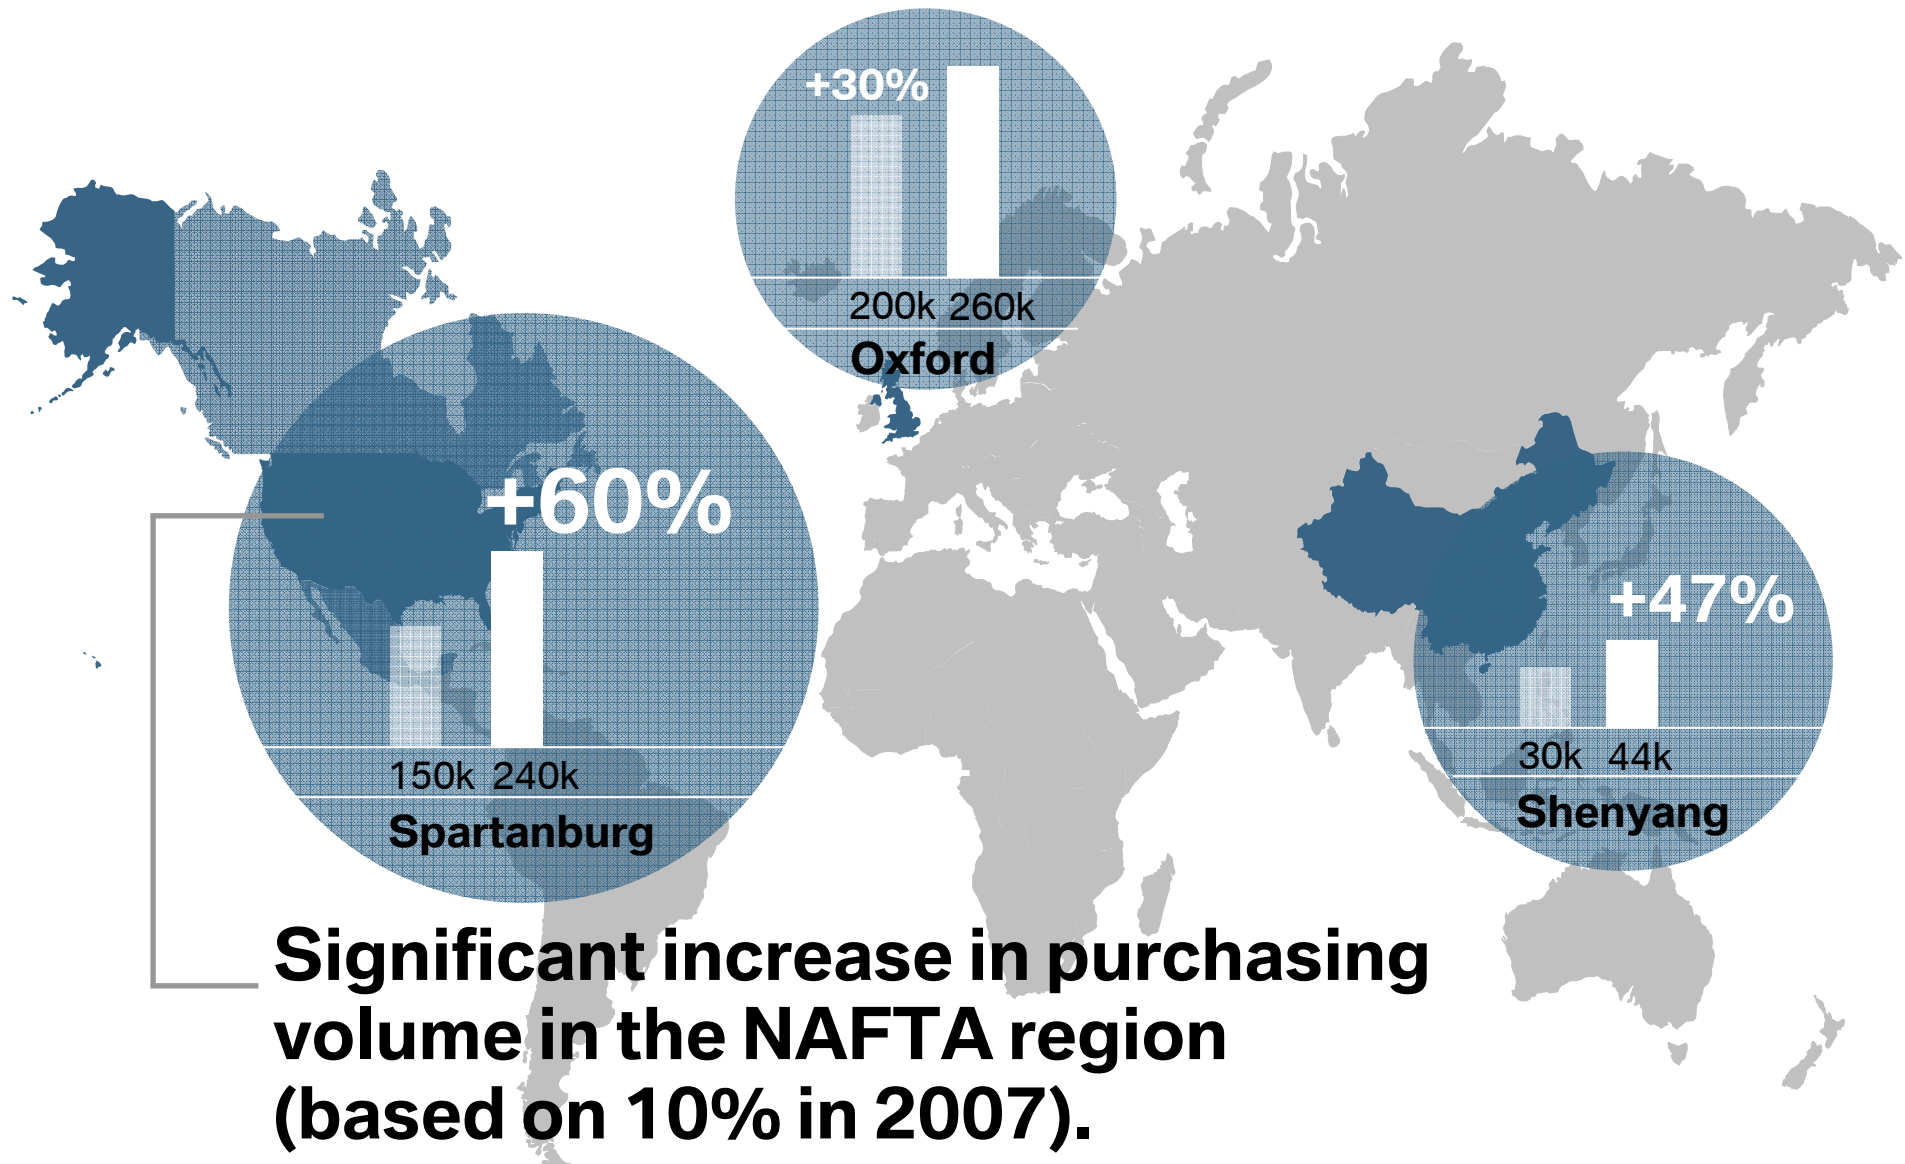 +30%
200k 260k
Oxford
+60%
150k 240k
Spartanburg
+47%
30k 44k
Shenyang
Significant increase in purchasing
volume in the NAFTA region
(based on 10% in 2007).